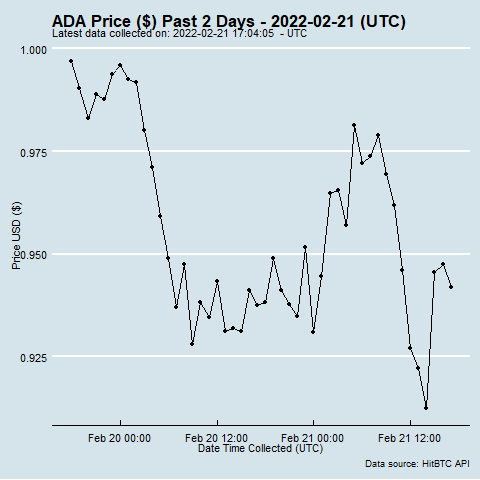 ADA Price ($) Past 2 Days - 2022-02-21 (UTC)
Latest data collected on: 2022-02-21 17:04:05  - UTC
1.000
0.975
0.950
0.925
Price USD ($)
Feb 20 00:00 Feb 20 12:00 Feb 21 00:00 Feb 21 12:00
Date Time Collected (UTC)
Data source: HitBTC API